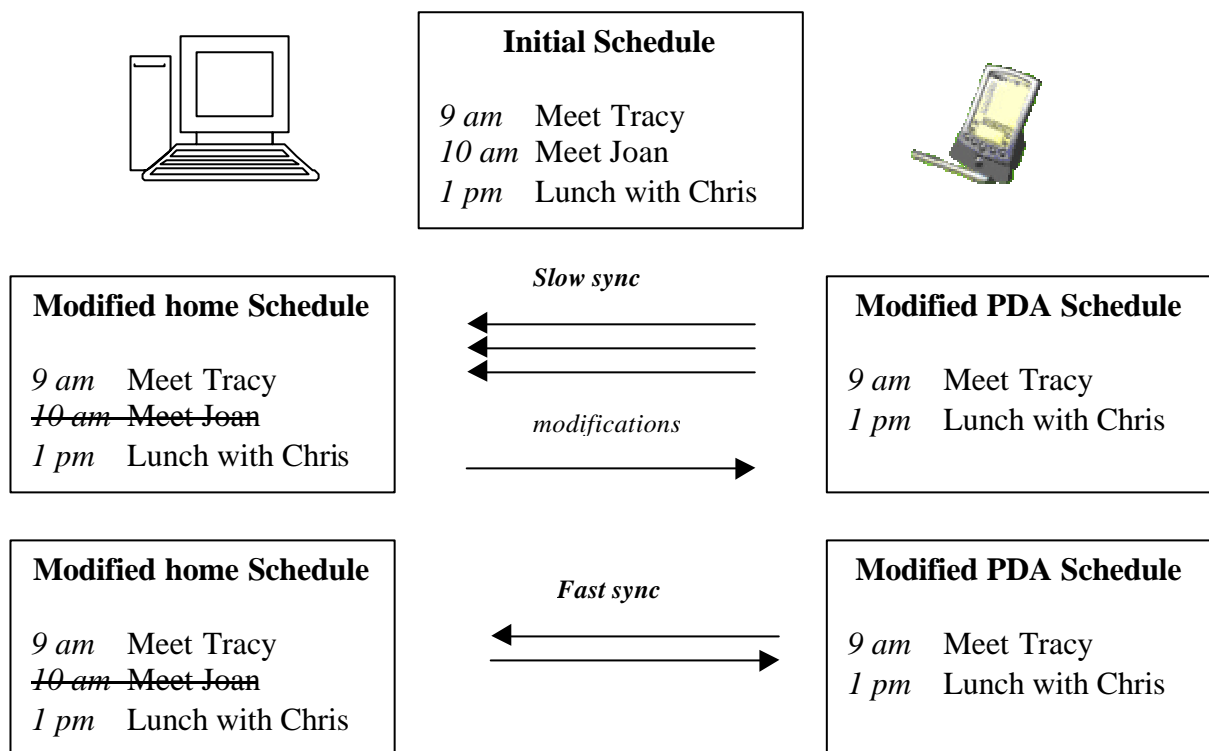 Initial Schedule
9 am Meet Tracy
10 am Meet Joan
1 pm Lunch with Chris
Slow sync
Modified home Schedule
9 am Meet Tracy
10 am Meet Joan
1 pm Lunch with Chris
modifications
Modified PDA Schedule
9 am Meet Tracy
1 pm Lunch with Chris
Modified home Schedule
9 am Meet Tracy
10 am Meet Joan
1 pm Lunch with Chris
Fast sync
Modified PDA Schedule
9 am Meet Tracy
1 pm Lunch with Chris